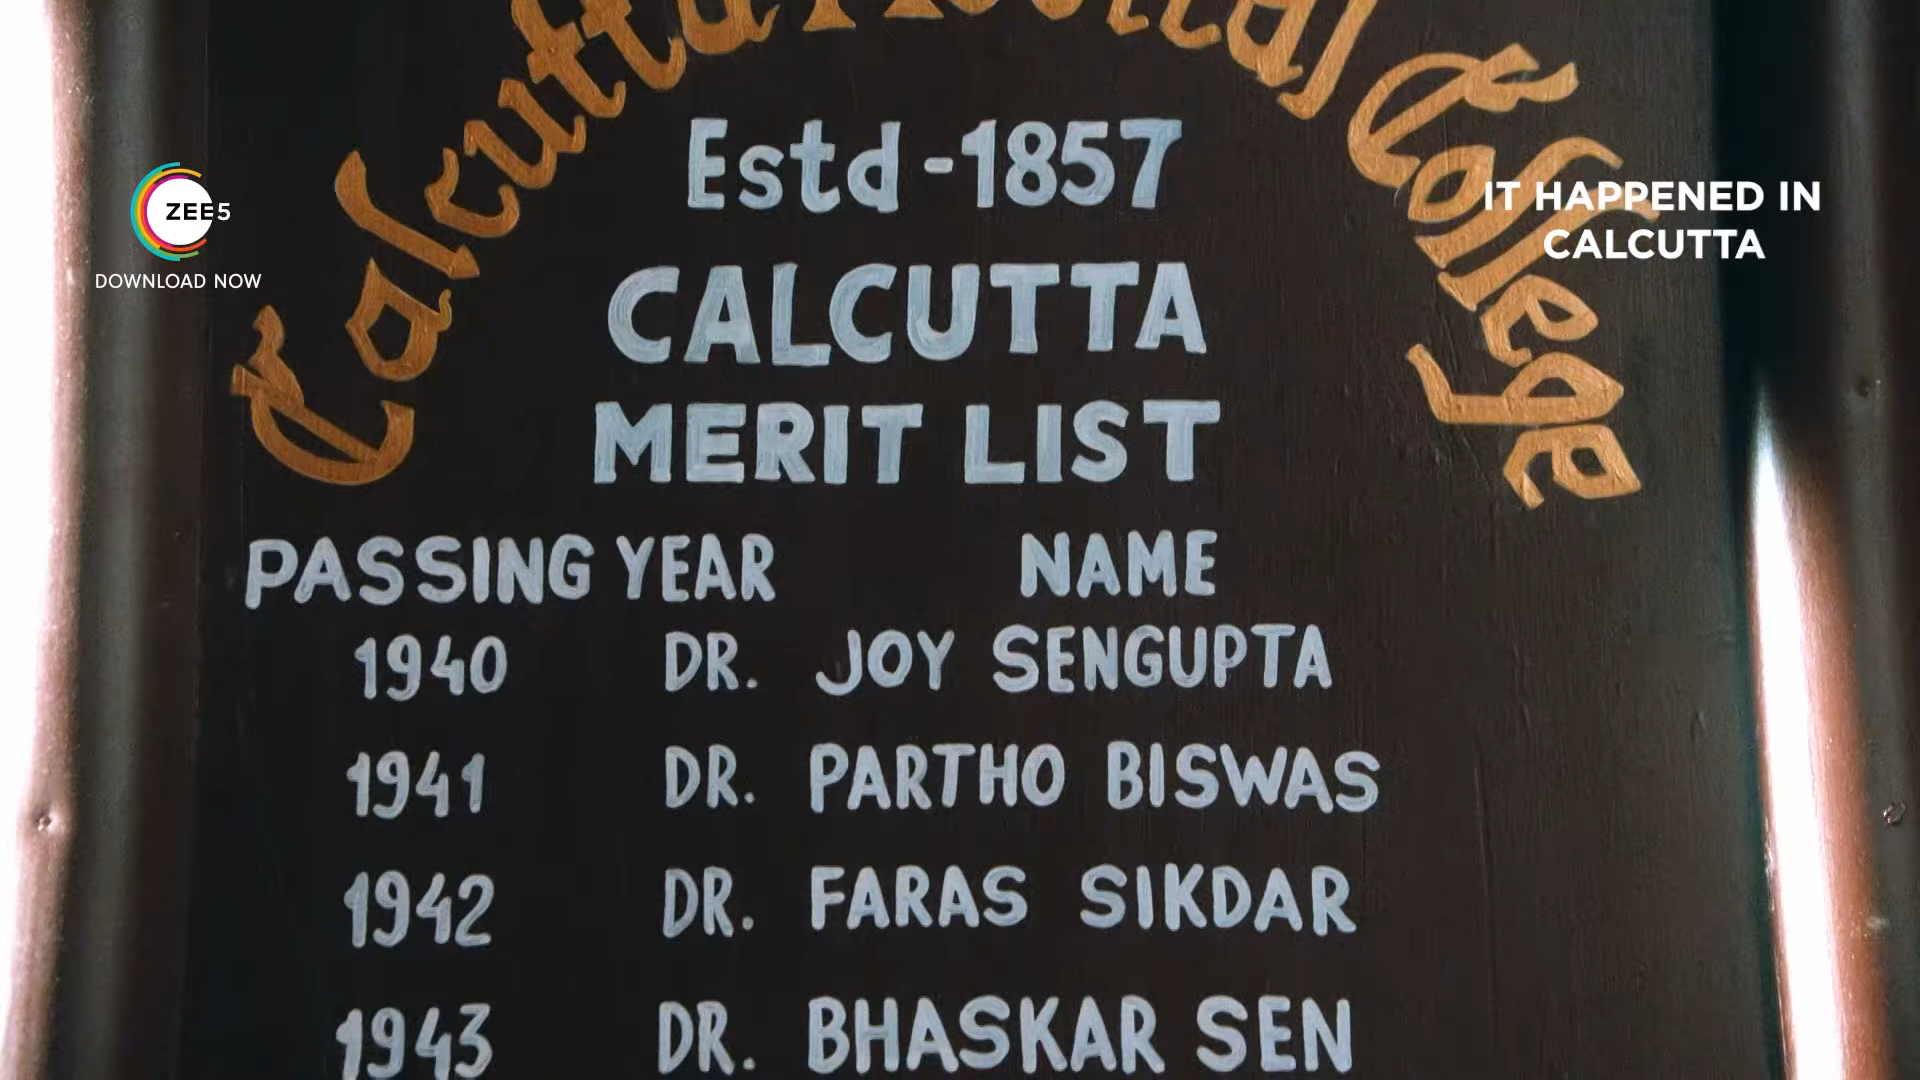 Calcutta Medical College
Estd-1857
CALCUTTA
MERIT LIST
PASSING YEAR NAME
1940 DR. JOY SENGUPTA
1941 DR. PARTHO BISWAS
1942 DR. FARAS SIKDAR
1943 DR. BHASKAR SEN
ZEE5
DOWNLOAD NOW
IT HAPPENED IN
CALCUTTA